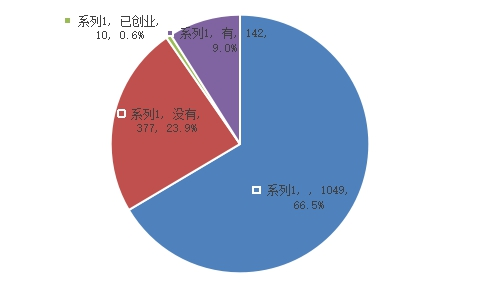 系列1, 已创业,
10, 0.6%
系列1, 有, 142,
9.0%
系列1, 没有,
377, 23.9%
系列1, , 1049,
66.5%